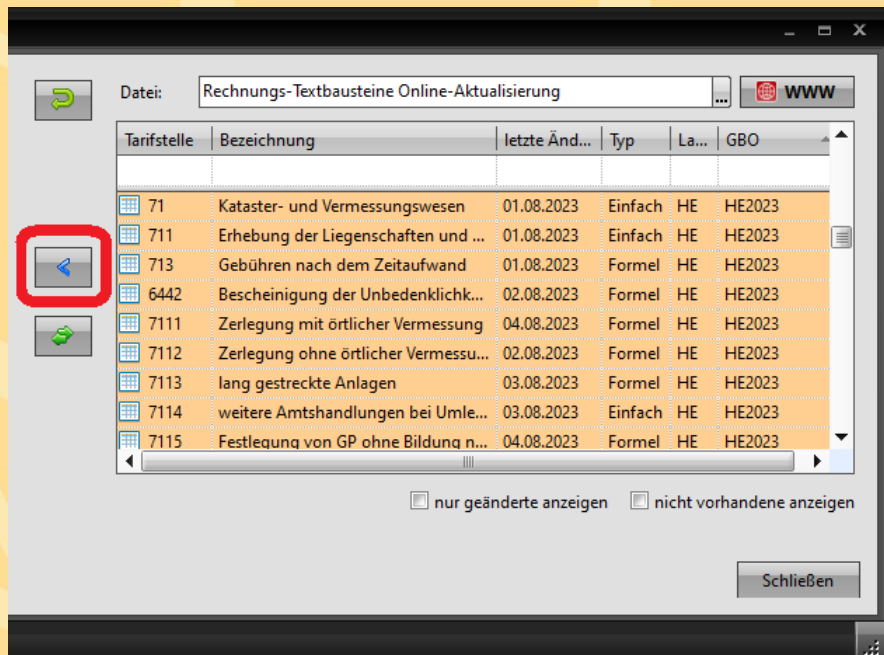 Datei: Rechnungs-Textbausteine Online-Aktualisierung ... WWW
Tarifstelle Bezeichnung letzte Änd... Typ La... GBO
71 Kataster- und Vermessungswesen 01.08.2023 Einfach HE HE2023
711 Erhebung der Liegenschaften und ... 01.08.2023 Einfach HE HE2023
713 Gebühren nach dem Zeitaufwand 01.08.2023 Formel HE HE2023
6442 Bescheinigung der Unbedenklichk... 02.08.2023 Formel HE HE2023
7111 Zerlegung mit örtlicher Vermessung 04.08.2023 Formel HE HE2023
7112 Zerlegung ohne örtlicher Vermessu... 02.08.2023 Formel HE HE2023
7113 lang gestreckte Anlagen 03.08.2023 Formel HE HE2023
7114 weitere Amtshandlungen bei Umle... 03.08.2023 Einfach HE HE2023
7115 Festlegung von GP ohne Bildung n... 04.08.2023 Formel HE HE2023
nur geänderte anzeigen nicht vorhandene anzeigen
Schließen